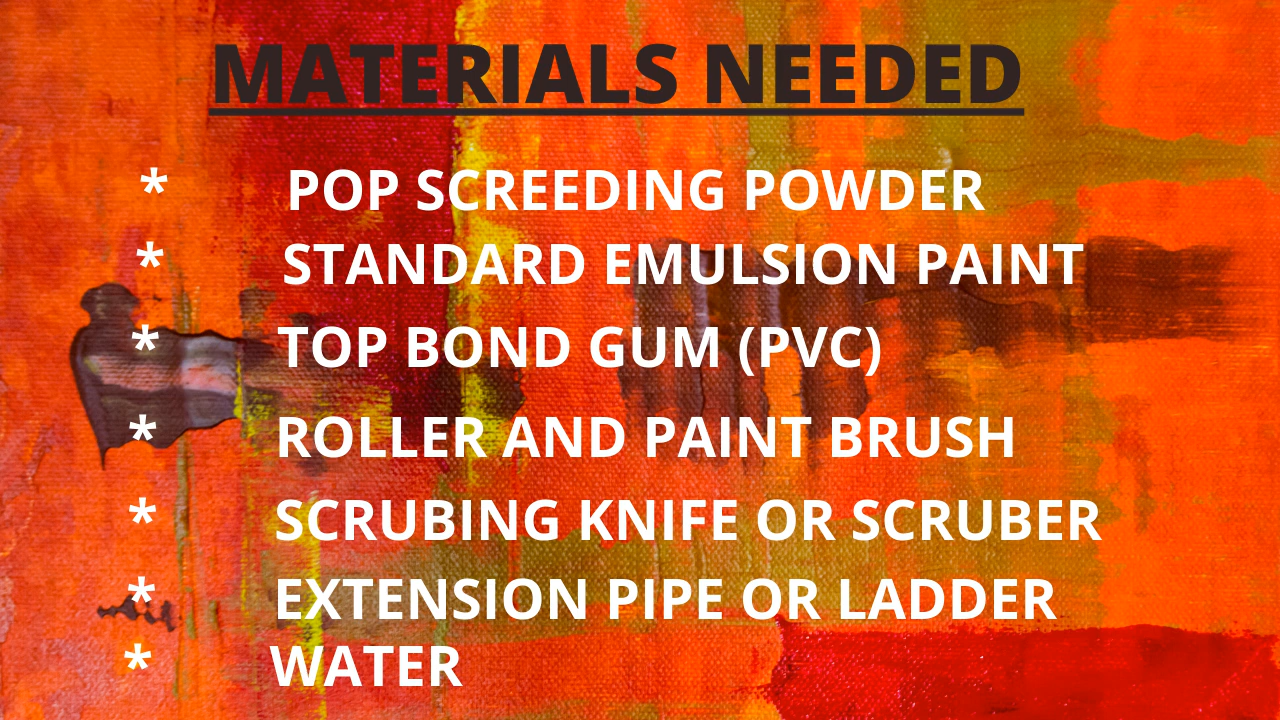 MATERIALS NEEDED
* POP SCREEDING POWDER
* STANDARD EMULSION PAINT
* TOP BOND GUM (PVC)
* ROLLER AND PAINT BRUSH
* SCRUBING KNIFE OR SCRUBER
* EXTENSION PIPE OR LADDER
* WATER